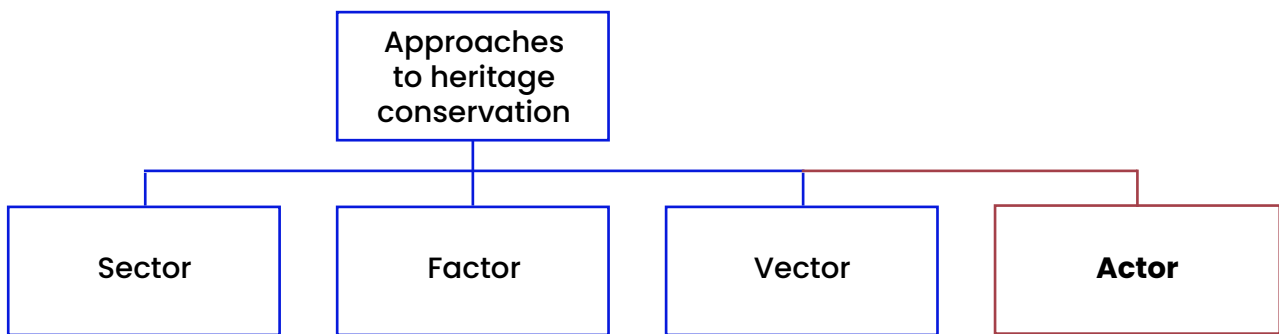 Approaches
to heritage
conservation
Sector
Factor
Vector
Actor